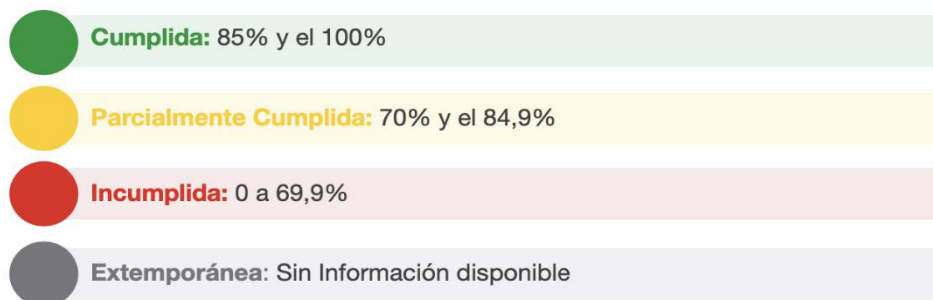 Cumplida: 85% y el 100%
Parcialmente Cumplida: 70% y el 84,9%
Incumplida: 0 a 69,9%
Extemporánea: Sin Información disponible